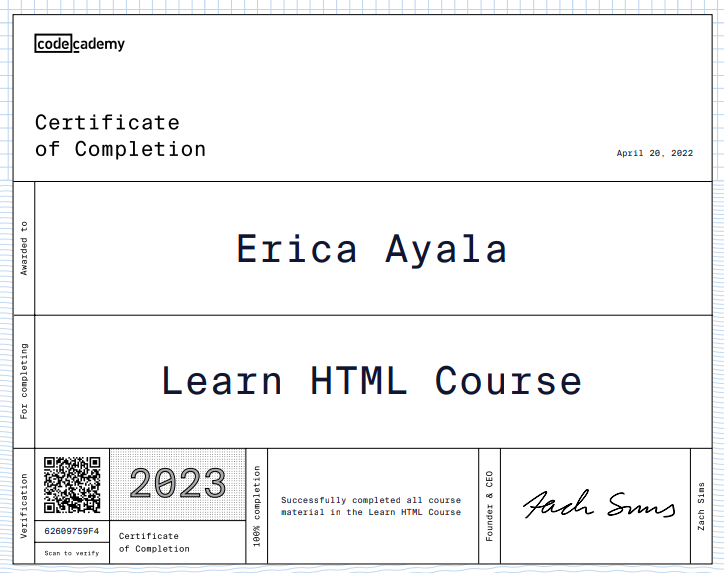 codecademy
Certificate
of Completion
April 20, 2022
Awarded to
Erica Ayala
For completing
Learn HTML Course
Verification
62609759F4
Scan to verify
2023
Certificate
of Completion
100% completion
Successfully completed all course
material in the Learn HTML Course
Founder & CEO
Zach Sims
Zach Sims